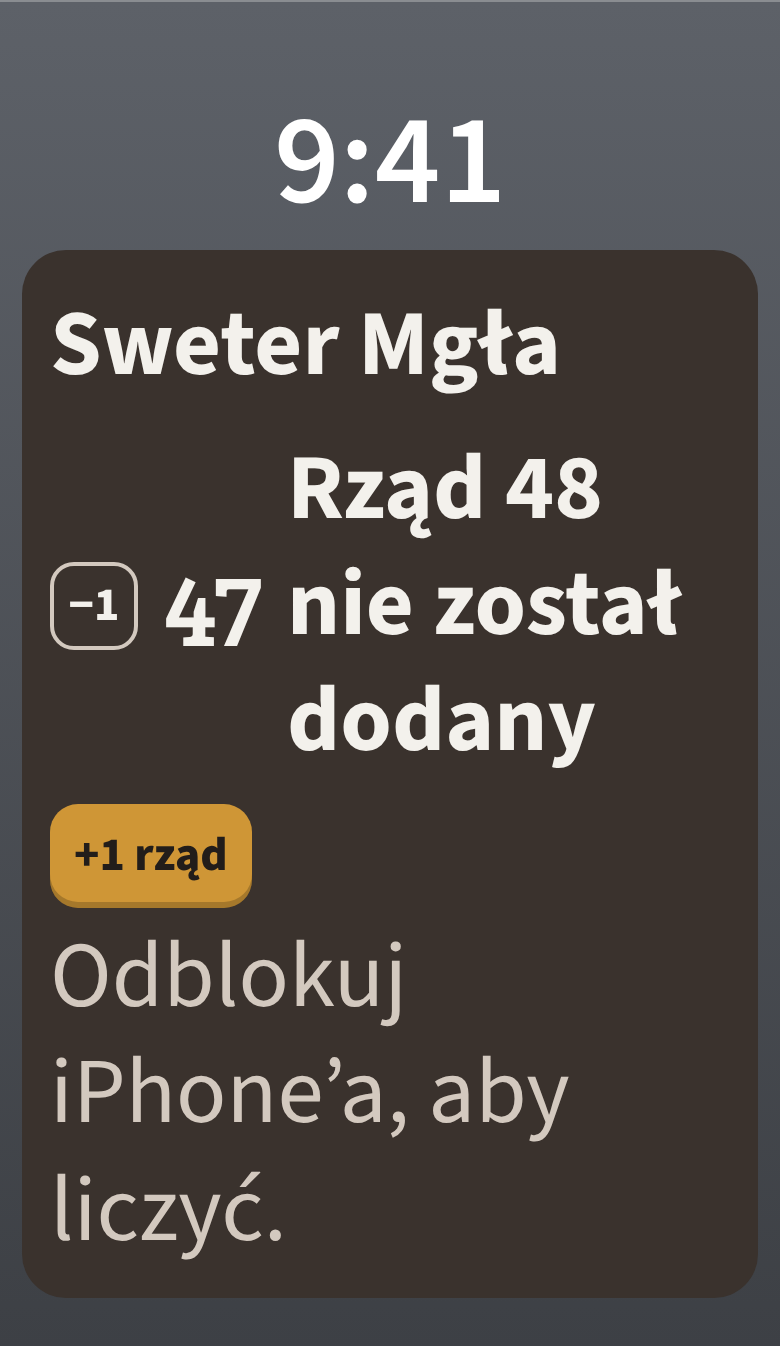 9:41
Sweter Mgła
−1
47
Rząd 48
nie został
dodany
+1 rząd
Odblokuj
iPhone’a, aby
liczyć.